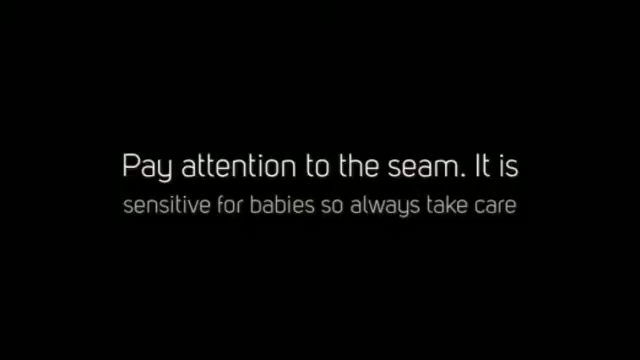 Pay attention to the seam. It is
sensitive for babies so always take care